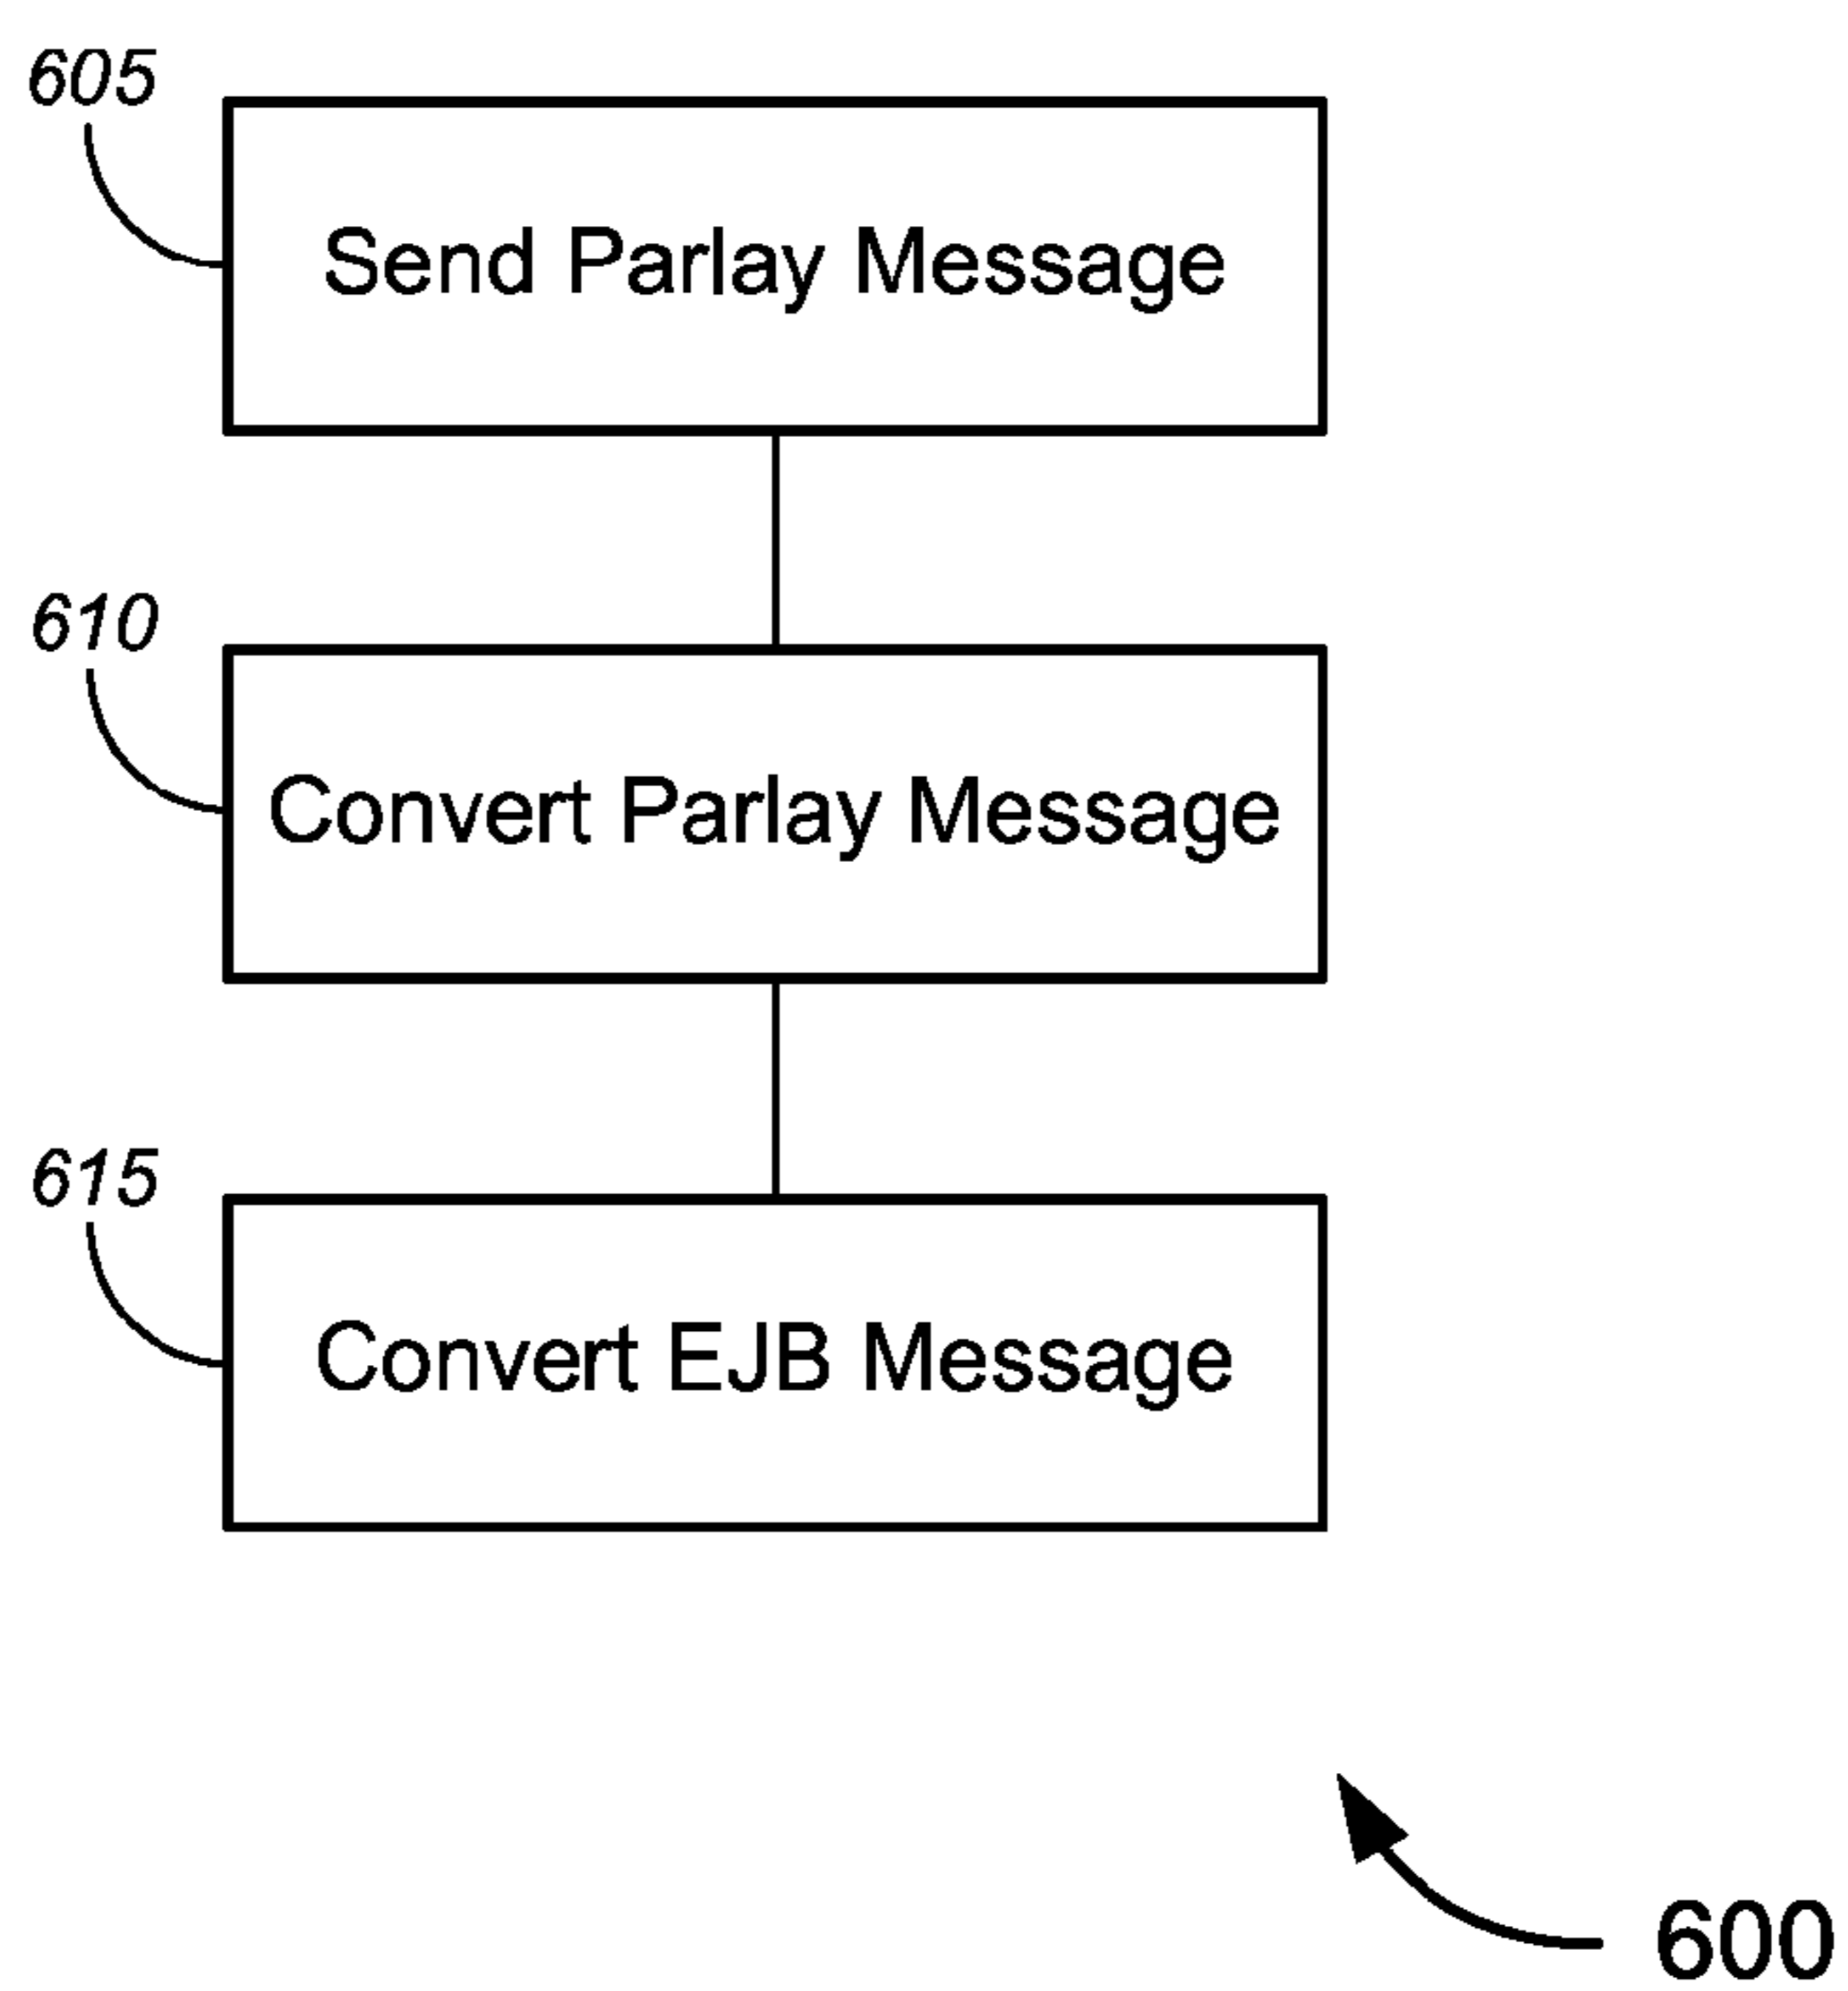 605
Send Parlay Message
610
Convert Parlay Message
615
Convert EJB Message
600